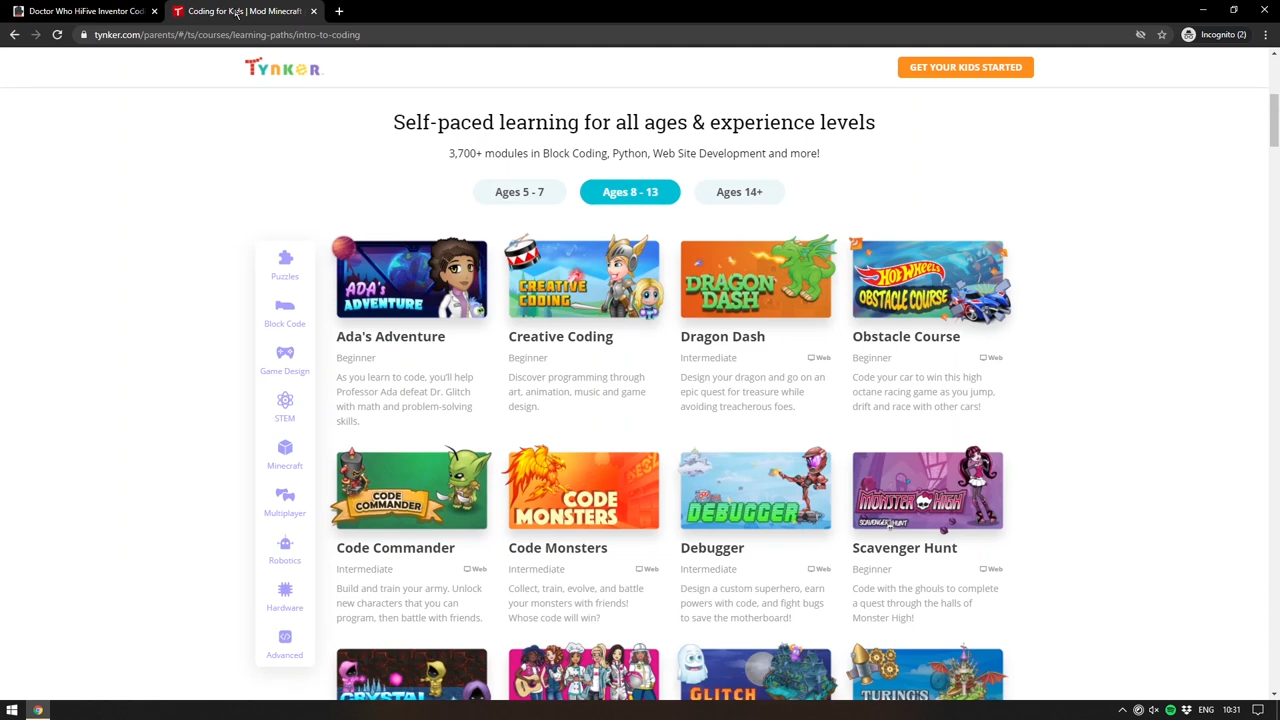 Doctor Who HiFive Inventor Codi
Coding for Kids
tynker.com/parents/#/ts/courses/learning/intro-to-coding
Incognito (2)
TYNKER
GET YOUR KIDS STARTED
Self-paced learning for all ages & experience levels
3,700+ modules in Block Coding, Python, Web Site Development and more!
Ages 5 - 7
Ages 8 - 13
Ages 14+
Puzzles
Block Code
Game Design
STEM
Minecraft
Multiplayer
Robotics
Hardware
Advanced
ADA's
ADVENTURE
Ada's Adventure
Beginner
As you learn to code, you'll help
Professor Ada defeat Dr. Glitch
with math and problem-solving
skills.
CREATIVE
CODING
Creative Coding
Beginner
Discover programming through
art, animation, music and game
design.
DRAGON
DASH
Dragon Dash
Intermediate
Web
Design your dragon and go on an
epic quest for treasure while
avoiding treacherous foes.
HOT WHEELS
OBSTACLE COURSE
Obstacle Course
Beginner
Web
Code your car to win this high
octane racing game as you jump,
drift and race with other cars!
CODE
COMMANDER
Code Commander
Intermediate
Web
Build and train your army. Unlock
new characters that you can
program, then battle with friends.
CODE
MONSTERS
Code Monsters
Intermediate
Web
Collect, train, evolve, and battle
your monsters with friends!
Whose code will win?
DEBUGGER
Debugger
Intermediate
Web
Design a custom superhero, earn
powers with code, and fight bugs
to save the motherboard!
MONSTER HIGH
SCAVENGER HUNT
Scavenger Hunt
Beginner
Web
Code with the ghouls to complete
a quest through the halls of
Monster High!
CRYSTAL
GLITCH
TURING'S
ENG
10:31